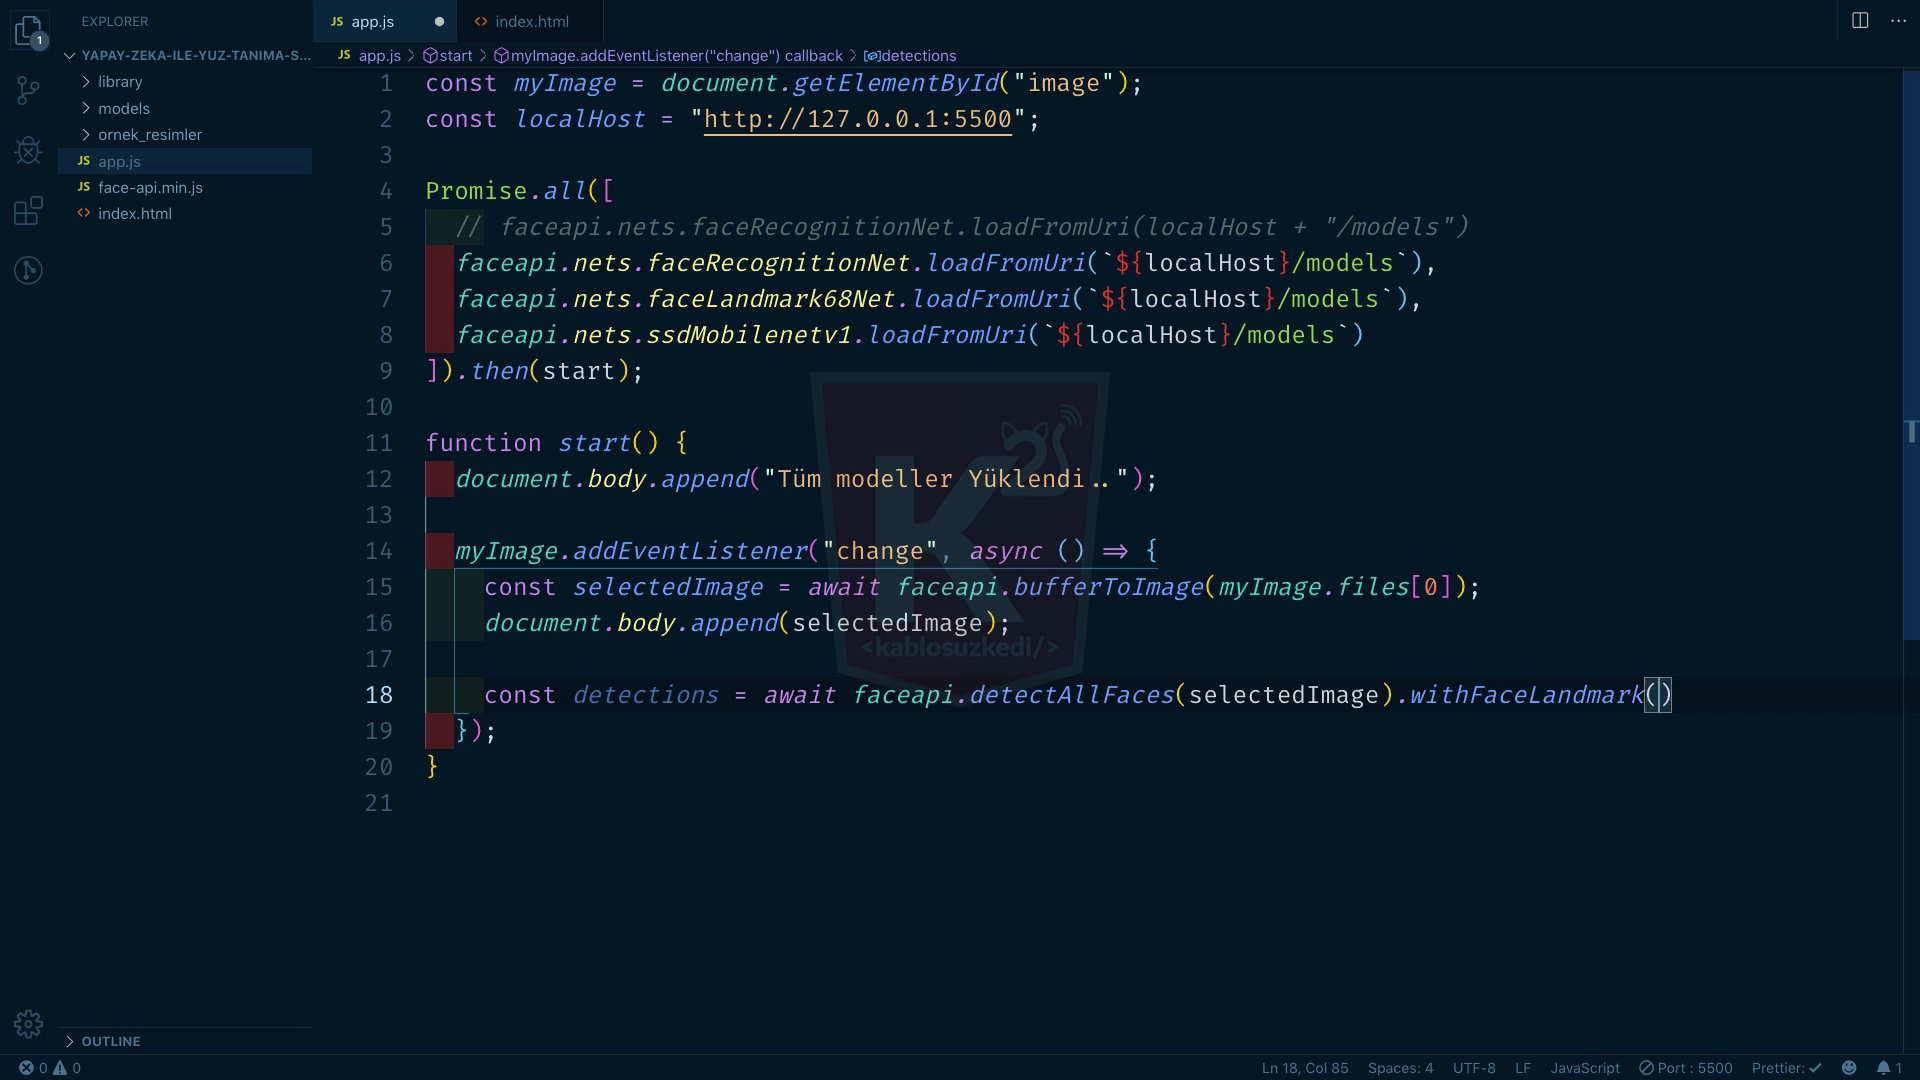 EXPLORER
1
YAPAY-ZEKA-ILE-YUZ-TANIMA-S...
library
models
ornek_resimler
JS app.js
JS face-api.min.js
<> index.html
OUTLINE
JS app.js
<> index.html
JS app.js > start > myImage.addEventListener("change") callback > detections
1 const myImage = document.getElementById("image");
2 const localHost = "http://127.0.0.1:5500";
3
4 Promise.all([
5 // faceapi.nets.faceRecognitionNet.loadFromUri(localHost + "/models")
6 faceapi.nets.faceRecognitionNet.loadFromUri(`${localHost}/models`),
7 faceapi.nets.faceLandmark68Net.loadFromUri(`${localHost}/models`),
8 faceapi.nets.ssdMobilenetv1.loadFromUri(`${localHost}/models`)
9 ]).then(start);
10
11 function start() {
12 document.body.append("Tüm modeller Yüklendi..");
13
14 myImage.addEventListener("change", async () => {
15 const selectedImage = await faceapi.bufferToImage(myImage.files[0]);
16 document.body.append(selectedImage);
17
18 const detections = await faceapi.detectAllFaces(selectedImage).withFaceLandmark()
19 });
20 }
21
K
<kablosuzkedi/>
0 0
Ln 18, Col 85 Spaces: 4 UTF-8 LF JavaScript Port : 5500 Prettier: ✓ 1